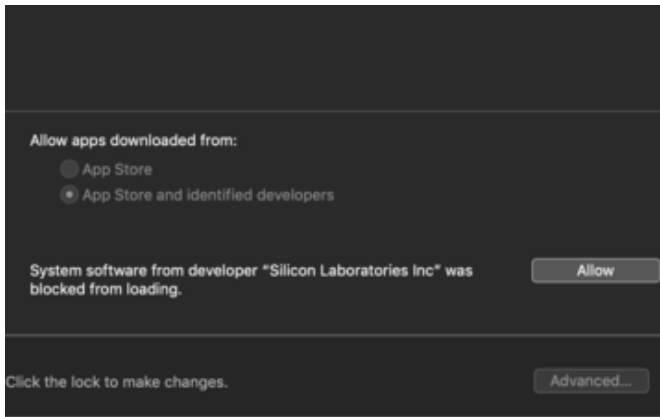 Allow apps downloaded from:
App Store
App Store and identified developers
System software from developer “Silicon Laboratories Inc” was
blocked from loading.
Allow
Click the lock to make changes.
Advanced...